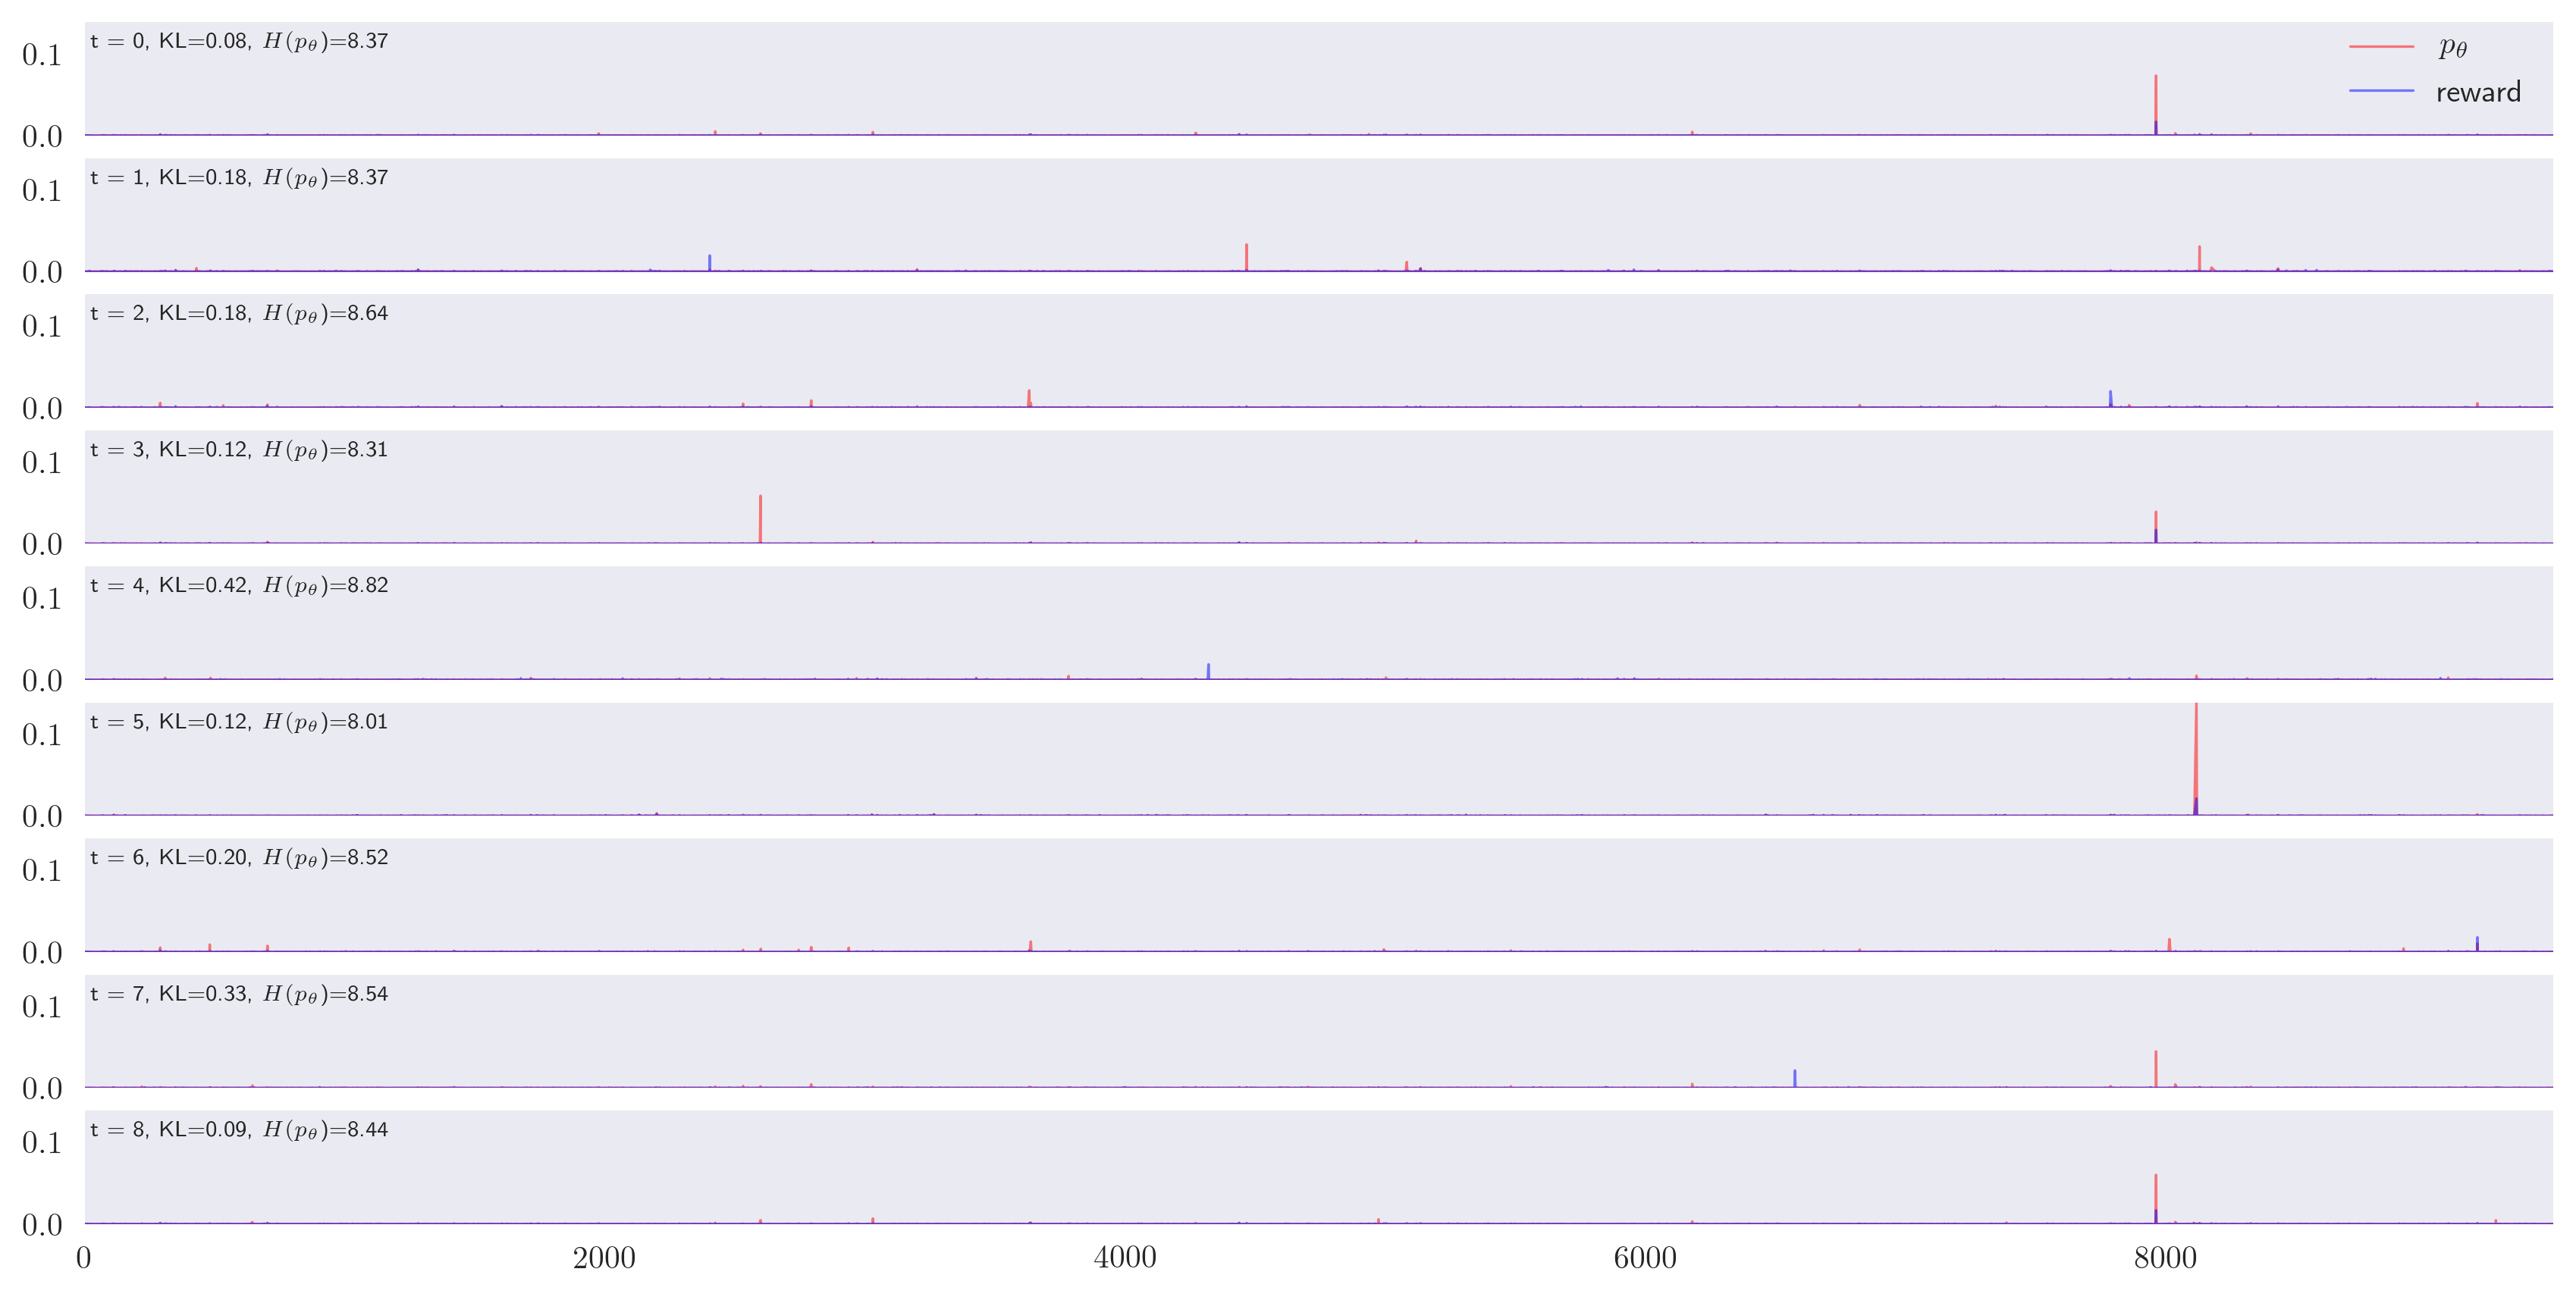 t = 0, KL=0.08, H(pθ)=8.37
pθ
reward
0.1
0.0
t = 1, KL=0.18, H(pθ)=8.37
0.1
0.0
t = 2, KL=0.18, H(pθ)=8.64
0.1
0.0
t = 3, KL=0.12, H(pθ)=8.31
0.1
0.0
t = 4, KL=0.42, H(pθ)=8.82
0.1
0.0
t = 5, KL=0.12, H(pθ)=8.01
0.1
0.0
t = 6, KL=0.20, H(pθ)=8.52
0.1
0.0
t = 7, KL=0.33, H(pθ)=8.54
0.1
0.0
t = 8, KL=0.09, H(pθ)=8.44
0.1
0.0
0 2000 4000 6000 8000